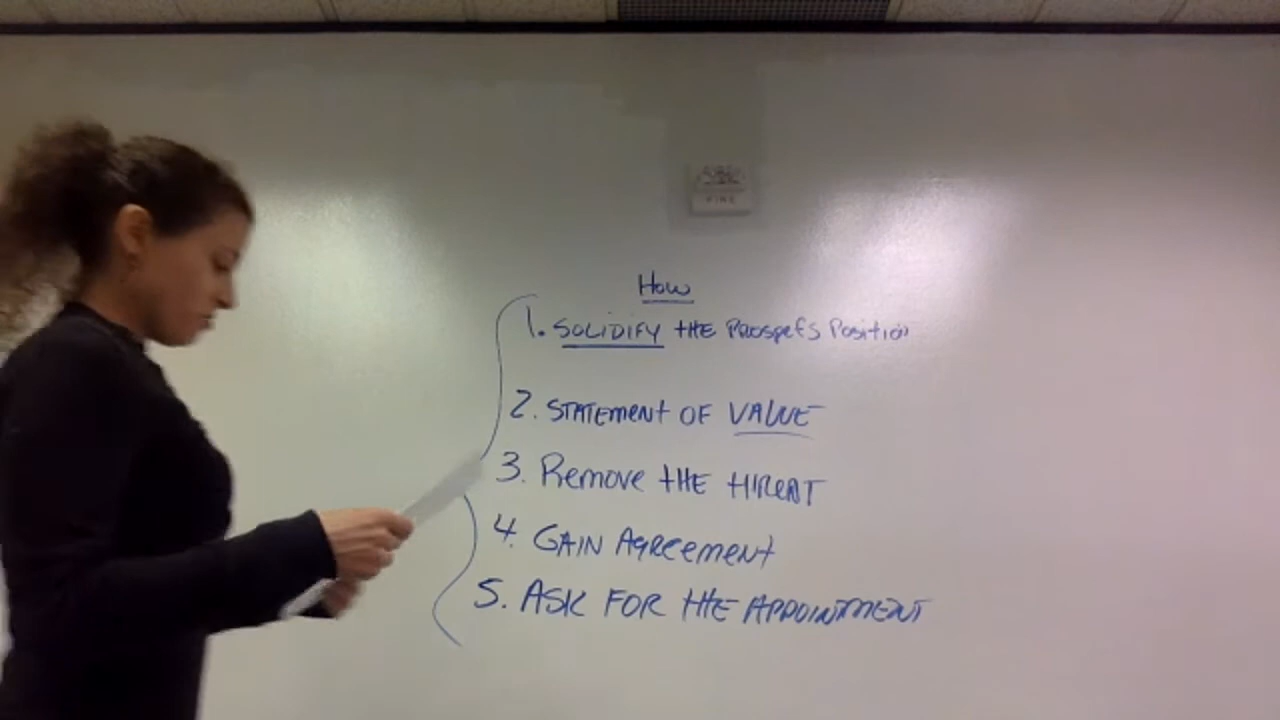 FIRE
How
1. SOLIDIFY tHE PROSpEcts Position
2. STATEMENT OF VALUE
3. Remove tHE tHREAT
4. GAIN AGREEMENT
5. ASK FOR tHE APPOINTMENT